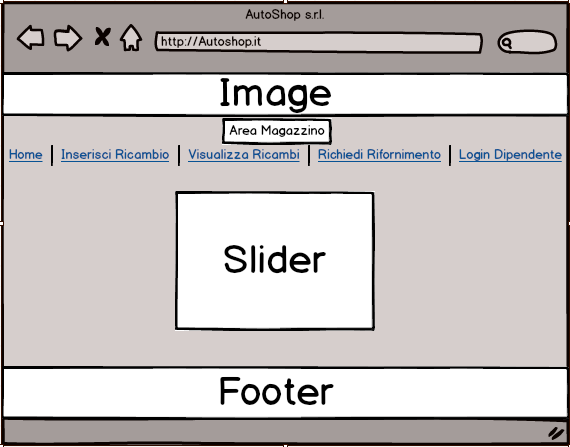 AutoShop s.r.l.
http://Autoshop.it
Image
Area Magazzino
Home Inserisci Ricambio Visualizza Ricambi Richiedi Rifornimento Login Dipendente
Slider
Footer